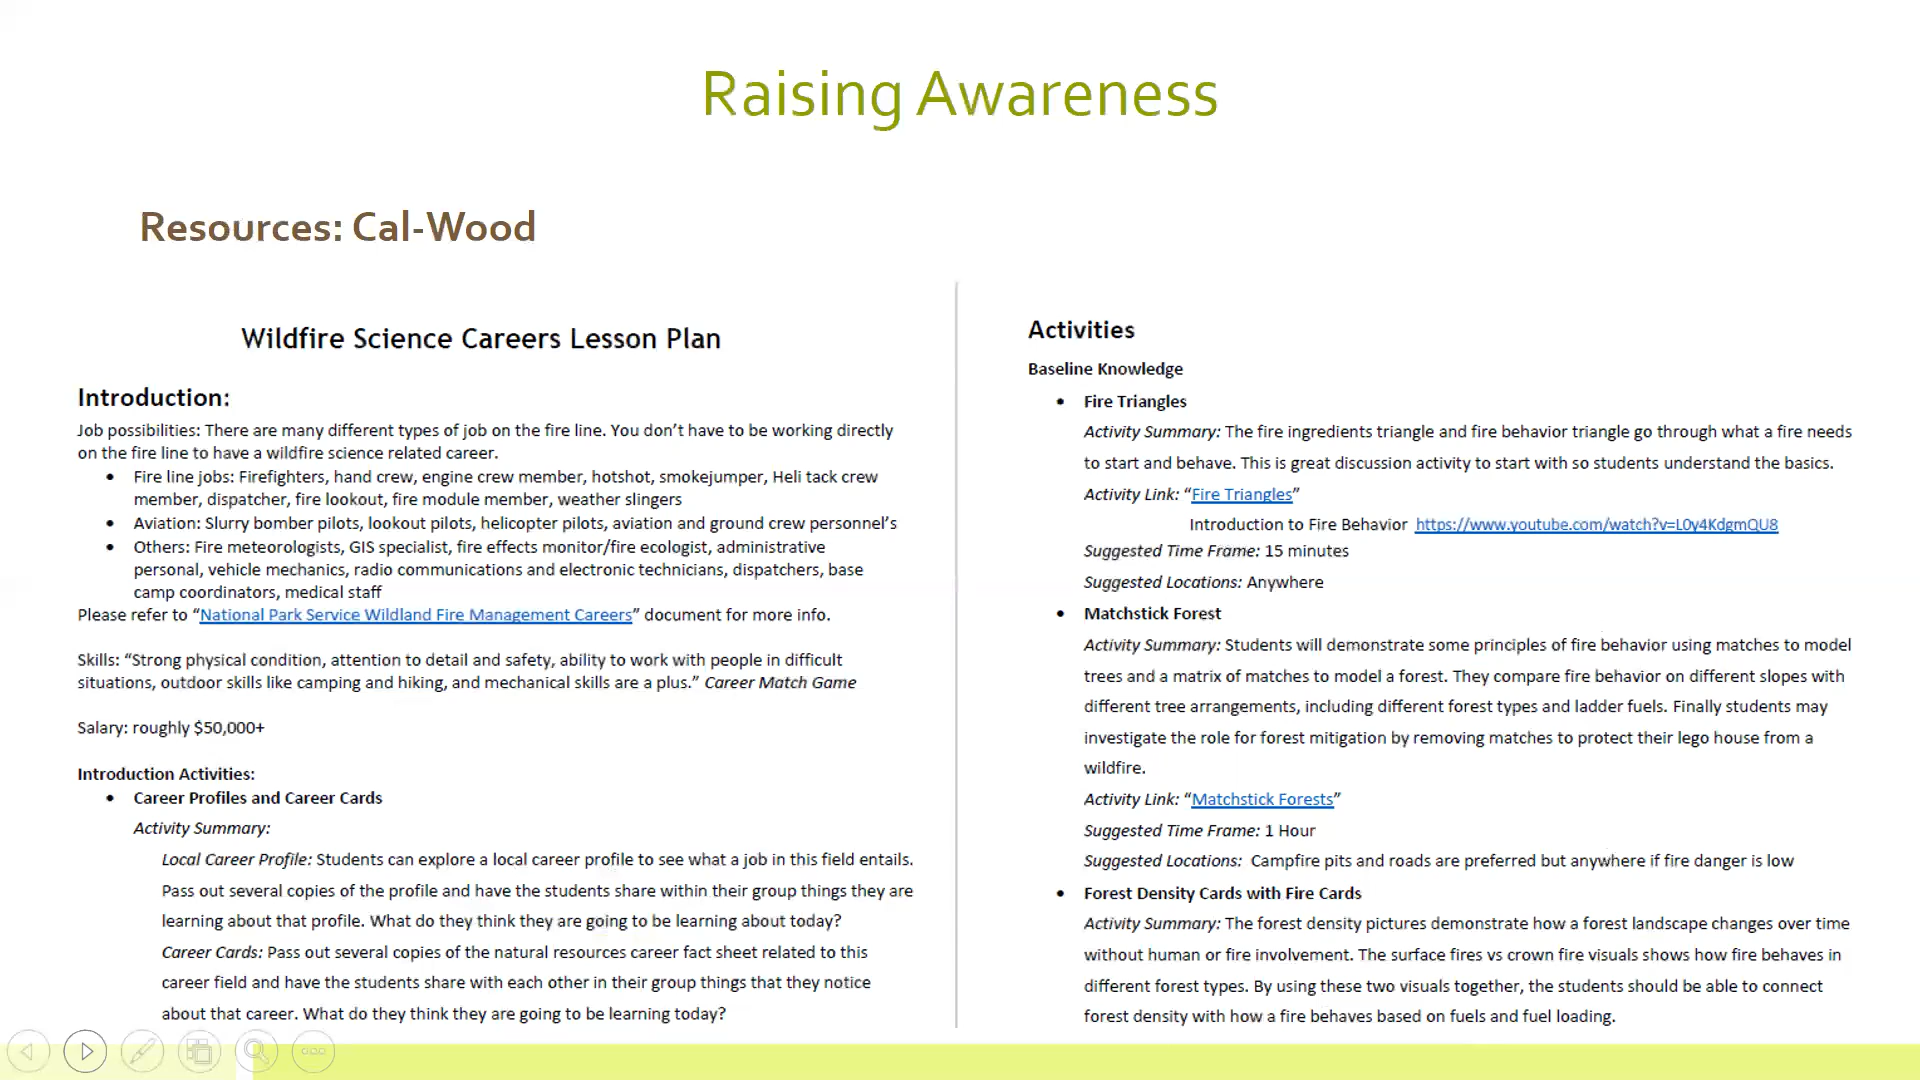 Raising Awareness
Resources: Cal-Wood
Wildfire Science Careers Lesson Plan
Introduction:
Job possibilities: There are many different types of job on the fire line. You don’t have to be working directly
on the fire line to have a wildfire science related career.
• Fire line jobs: Firefighters, hand crew, engine crew member, hotshot, smokejumper, Heli tack crew
member, dispatcher, fire lookout, fire module member, weather slingers
• Aviation: Slurry bomber pilots, lookout pilots, helicopter pilots, aviation and ground crew personnel’s
• Others: Fire meteorologists, GIS specialist, fire effects monitor/fire ecologist, administrative
personal, vehicle mechanics, radio communications and electronic technicians, dispatchers, base
camp coordinators, medical staff
Please refer to “National Park Service Wildland Fire Management Careers” document for more info.
Skills: “Strong physical condition, attention to detail and safety, ability to work with people in difficult
situations, outdoor skills like camping and hiking, and mechanical skills are a plus.” Career Match Game
Salary: roughly $50,000+
Introduction Activities:
• Career Profiles and Career Cards
Activity Summary:
Local Career Profile: Students can explore a local career profile to see what a job in this field entails.
Pass out several copies of the profile and have the students share within their group things they are
learning about that profile. What do they think they are going to be learning about today?
Career Cards: Pass out several copies of the natural resources career fact sheet related to this
career field and have the students share with each other in their group things that they notice
about that career. What do they think they are going to be learning today?
Activities
Baseline Knowledge
• Fire Triangles
Activity Summary: The fire ingredients triangle and fire behavior triangle go through what a fire needs
to start and behave. This is great discussion activity to start with so students understand the basics.
Activity Link: “Fire Triangles”
Introduction to Fire Behavior https://www.youtube.com/watch?v=L0y4KdgmQU8
Suggested Time Frame: 15 minutes
Suggested Locations: Anywhere
• Matchstick Forest
Activity Summary: Students will demonstrate some principles of fire behavior using matches to model
trees and a matrix of matches to model a forest. They compare fire behavior on different slopes with
different tree arrangements, including different forest types and ladder fuels. Finally students may
investigate the role for forest mitigation by removing matches to protect their lego house from a
wildfire.
Activity Link: “Matchstick Forests”
Suggested Time Frame: 1 Hour
Suggested Locations: Campfire pits and roads are preferred but anywhere if fire danger is low
• Forest Density Cards with Fire Cards
Activity Summary: The forest density pictures demonstrate how a forest landscape changes over time
without human or fire involvement. The surface fires vs crown fire visuals shows how fire behaves in
different forest types. By using these two visuals together, the students should be able to connect
forest density with how a fire behaves based on fuels and fuel loading.